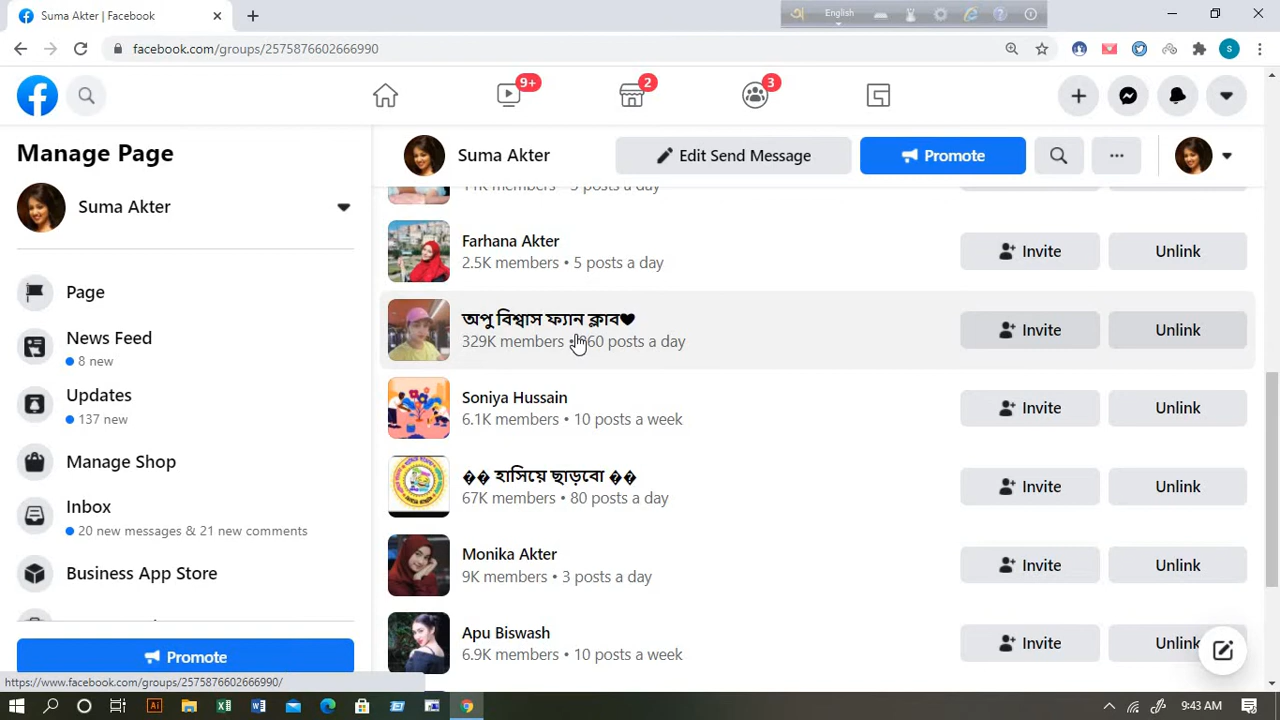 Suma Akter | Facebook
English
facebook.com/groups/2575876602666990
S
9+
2
3
Manage Page
Suma Akter
Edit Send Message
Promote
Suma Akter
Page
News Feed
8 new
Updates
137 new
Manage Shop
Inbox
20 new messages & 21 new comments
Business App Store
Promote
5 posts a day
Farhana Akter
2.5K members • 5 posts a day
Invite
Unlink
অপু বিশ্বাস ফ্যান ক্লাব♥
329K members • 60 posts a day
Invite
Unlink
Soniya Hussain
6.1K members • 10 posts a week
Invite
Unlink
�� হাসিয়ে ছাড়বো ��
67K members • 80 posts a day
Invite
Unlink
Monika Akter
9K members • 3 posts a day
Invite
Unlink
Apu Biswash
6.9K members • 10 posts a week
Invite
Unlink
https://www.facebook.com/groups/2575876602666990/
9:43 AM